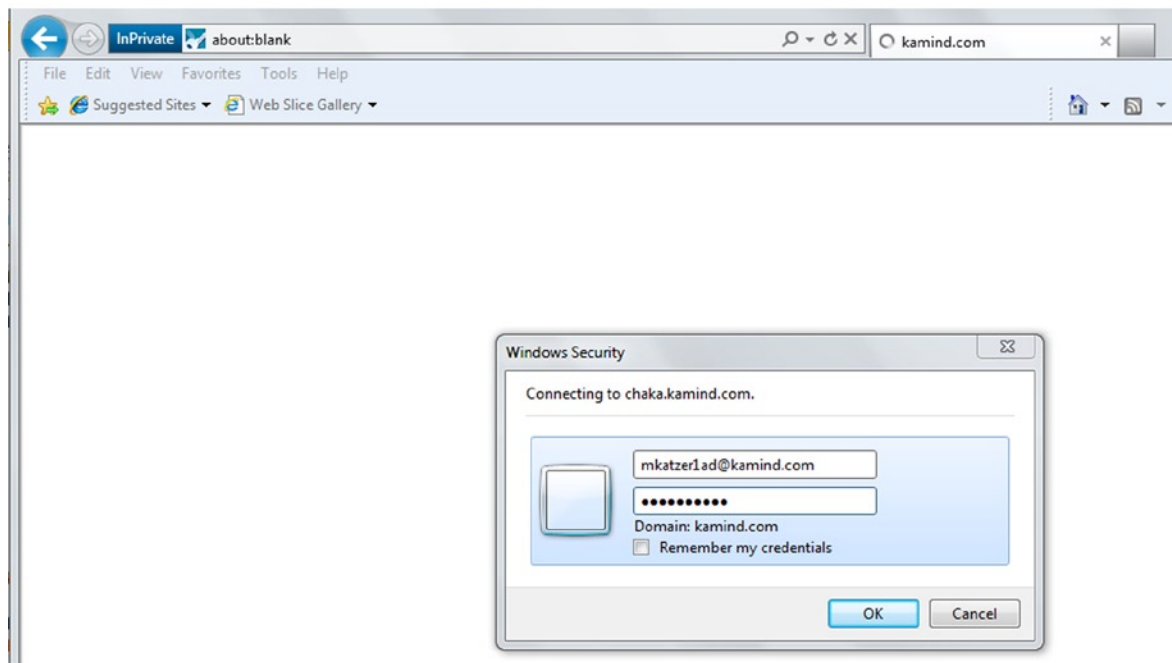 InPrivate about:blank kamind.com
File Edit View Favorites Tools Help
Suggested Sites Web Slice Gallery
Windows Security
Connecting to chaka.kamind.com.
mkatzer1ad@kamind.com
••••••••••
Domain: kamind.com
Remember my credentials
OK Cancel